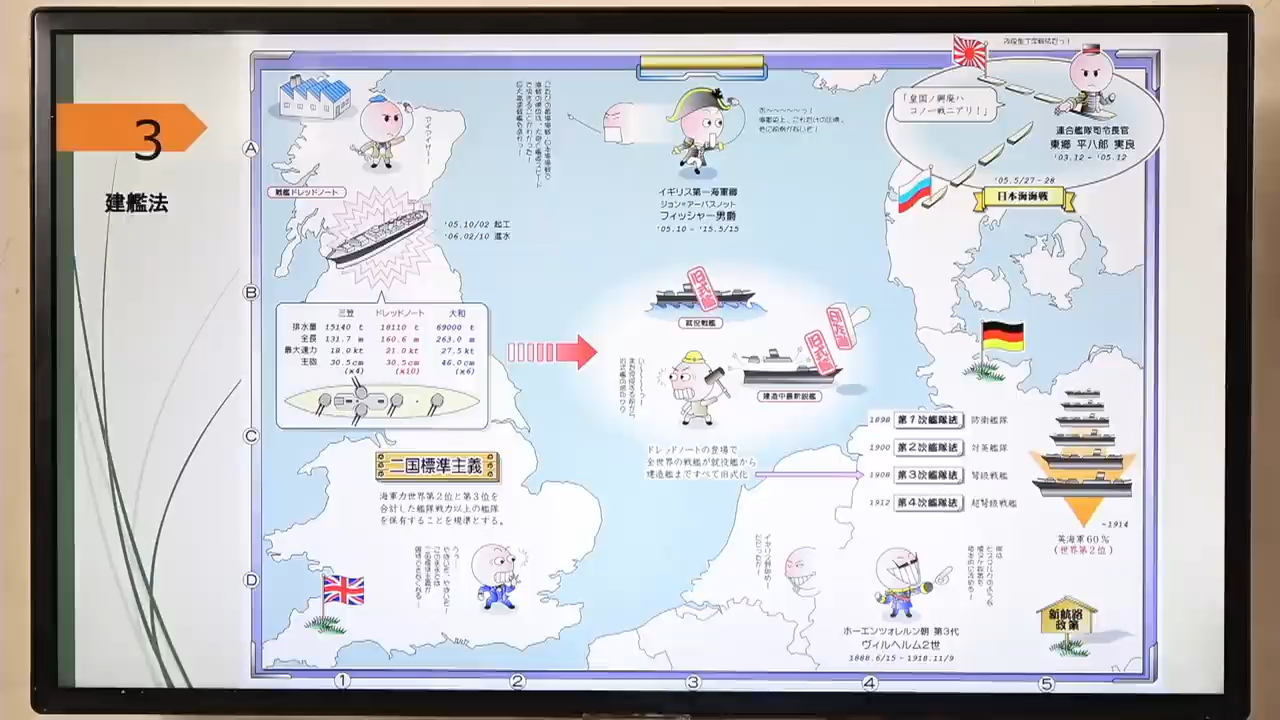 3
建艦法
A
B
C
D
1
2
3
4
5
戦艦ドレッドノート
'05.10/02 起工
'06.02/10 進水
三笠 ドレッドノート 大和
排水量 15140 t 18110 t 69000 t
全長 131.7 m 160.6 m 263.0 m
最大速力 18.0kt 21.0kt 27.5kt
主砲 30.5cm 30.5cm 46.0cm
(×4) (×10) (×6)
二国標準主義
海軍力世界第2位と第3位を
合計した艦隊戦力以上の艦隊
を保有することを規準とする。
イギリス第一海軍卿
ジョン=アーバスノット
フィッシャー男爵
'05.10 - '15.5/15
「皇国ノ興廃ハ
コノ一戦ニアリ!」
連合艦隊司令長官
東郷 平八郎 実良
'03.12 - '05.12
'05.5/27-28
日本海海戦
旧式艦
就役戦艦
旧式艦
建造中最新鋭艦
ドレッドノートの登場で
全世界の戦艦が就役艦から
建造艦まですべて旧式化
1898 第1次艦隊法 防衛艦隊
1900 第2次艦隊法 対英艦隊
1908 第3次艦隊法 弩級戦艦
1912 第4次艦隊法 超弩級戦艦
~1914
英海軍60%
(世界第2位)
ホーエンツォレルン朝 第3代
ヴィルヘルム2世
1888.6/15 - 1918.11/9
新航路
政策